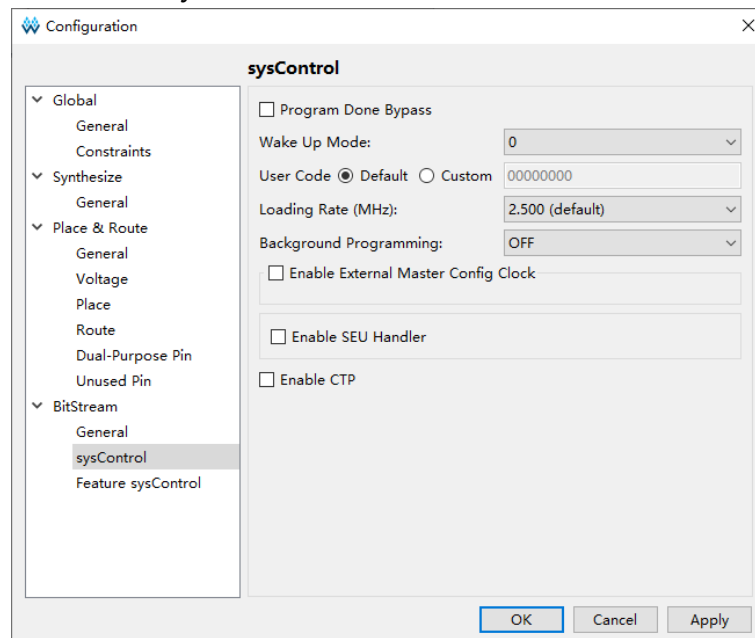 Configuration
sysControl
Global
General
Constraints
Synthesize
General
Place & Route
General
Voltage
Place
Route
Dual-Purpose Pin
Unused Pin
BitStream
General
sysControl
Feature sysControl
Program Done Bypass
Wake Up Mode: 0
User Code Default Custom 00000000
Loading Rate (MHz): 2.500 (default)
Background Programming: OFF
Enable External Master Config Clock
Enable SEU Handler
Enable CTP
OK Cancel Apply